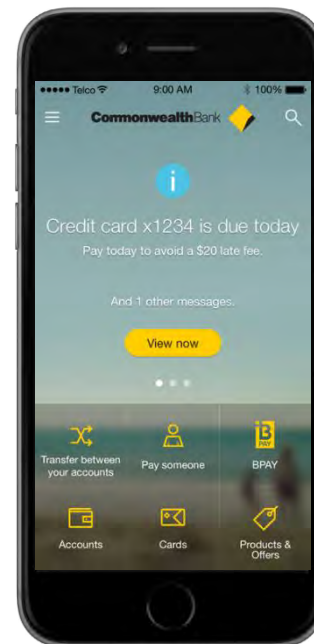 Telco 9:00 AM 100%
CommonwealthBank
i
Credit card x1234 is due today
Pay today to avoid a $20 late fee.
And 1 other messages.
View now
Transfer between your accounts
Pay someone
B PAY
BPAY
Accounts
Cards
Products & Offers